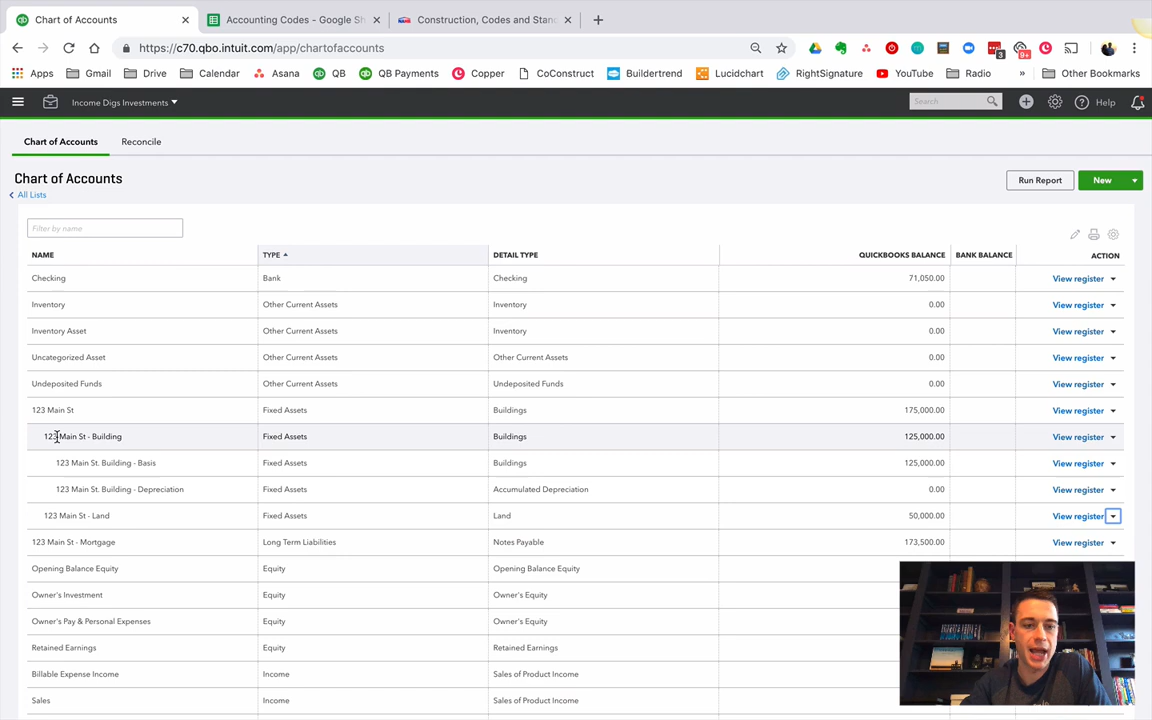 Chart of Accounts
Accounting Codes - Google Sh
Construction, Codes and Stan
https://c70.qbo.intuit.com/app/chartofaccounts
3
9+
Apps Gmail Drive Calendar Asana QB QB Payments Copper CoConstruct Buildertrend Lucidchart RightSignature YouTube Radio » Other Bookmarks
Income Digs Investments
Search
Help
Chart of Accounts Reconcile
Chart of Accounts
Run Report New
All Lists
Filter by name
NAME TYPE DETAIL TYPE QUICKBOOKS BALANCE BANK BALANCE ACTION
Checking Bank Checking 71,050.00 View register
Inventory Other Current Assets Inventory 0.00 View register
Inventory Asset Other Current Assets Inventory 0.00 View register
Uncategorized Asset Other Current Assets Other Current Assets 0.00 View register
Undeposited Funds Other Current Assets Undeposited Funds 0.00 View register
123 Main St Fixed Assets Buildings 175,000.00 View register
123 Main St - Building Fixed Assets Buildings 125,000.00 View register
123 Main St. Building - Basis Fixed Assets Buildings 125,000.00 View register
123 Main St. Building - Depreciation Fixed Assets Accumulated Depreciation 0.00 View register
123 Main St - Land Fixed Assets Land 50,000.00 View register
123 Main St - Mortgage Long Term Liabilities Notes Payable 173,500.00 View register
Opening Balance Equity Equity Opening Balance Equity
Owner's Investment Equity Owner's Equity
Owner's Pay & Personal Expenses Equity Owner's Equity
Retained Earnings Equity Retained Earnings
Billable Expense Income Income Sales of Product Income
Sales Income Sales of Product Income